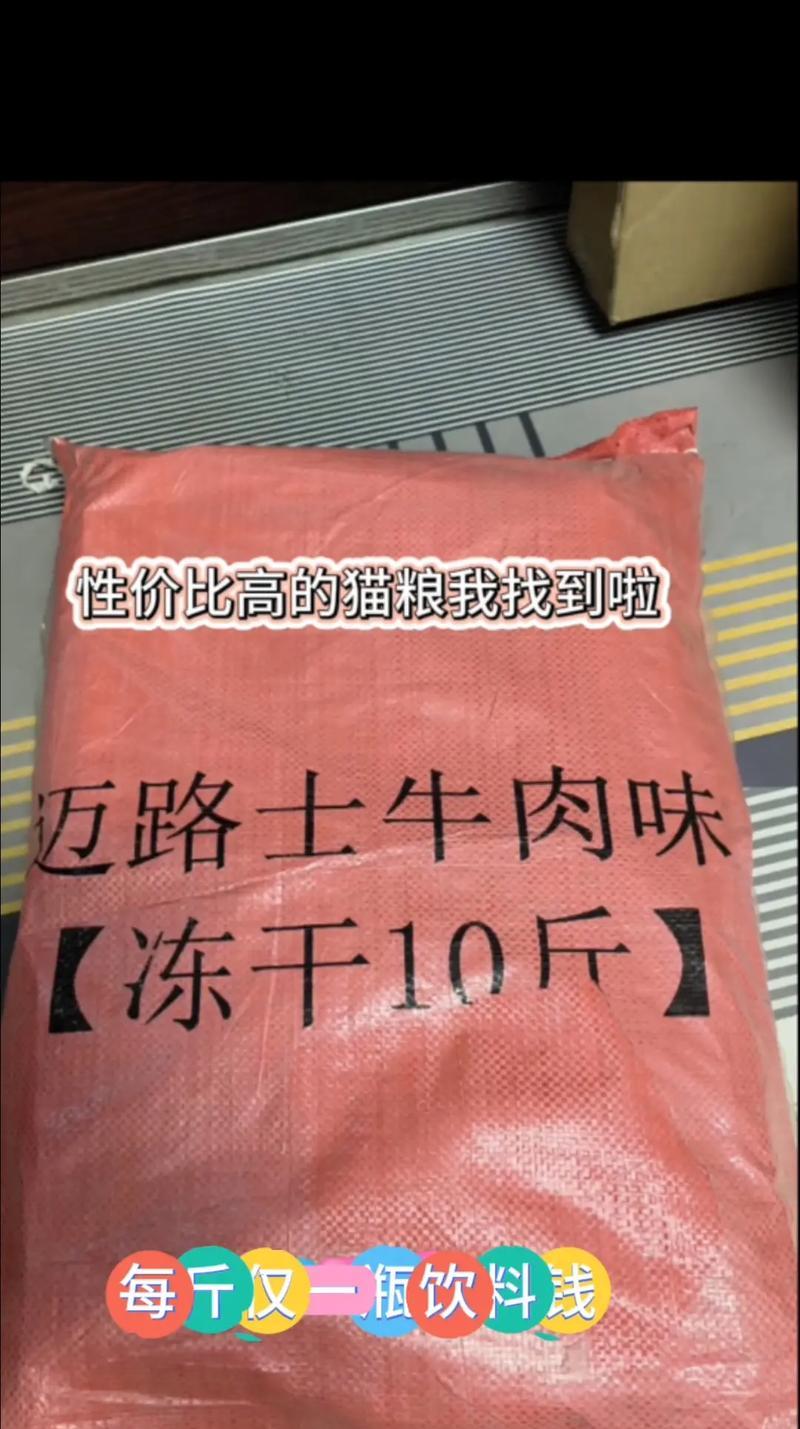 性价比高的猫粮我找到啦
迈路士牛肉味
【冻干10斤】
每斤仅一瓶饮料钱